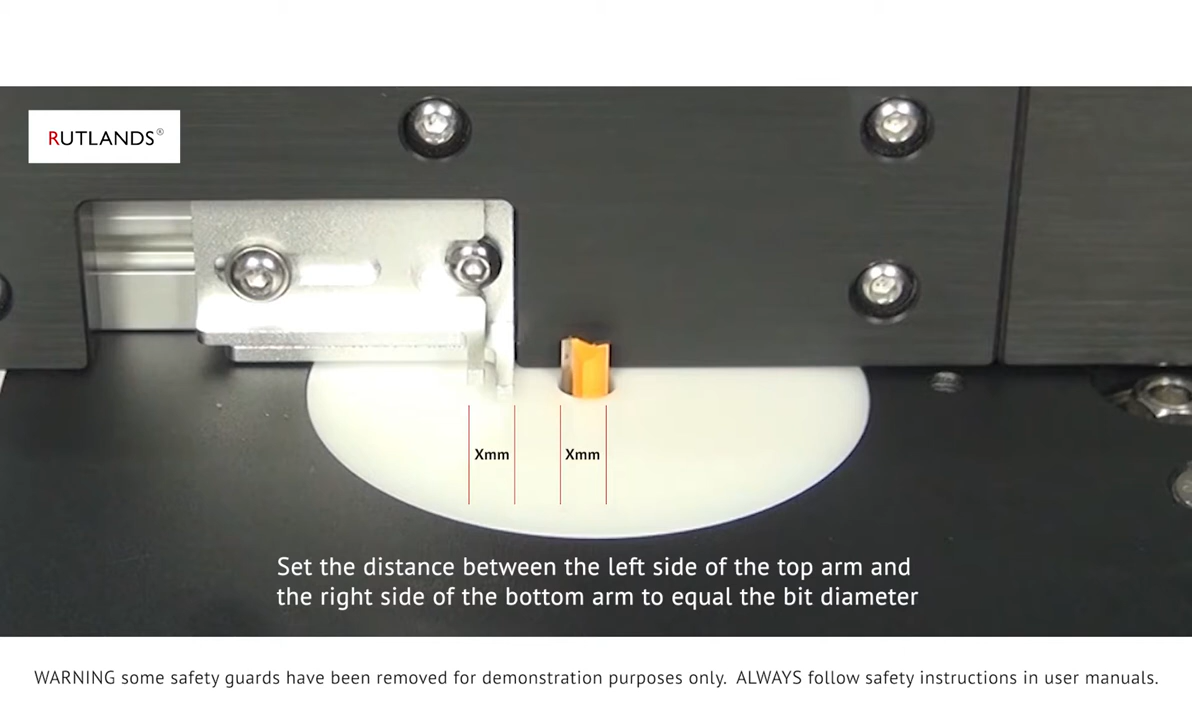 RUTLANDS®
Xmm Xmm
Set the distance between the left side of the top arm and
the right side of the bottom arm to equal the bit diameter
WARNING some safety guards have been removed for demonstration purposes only. ALWAYS follow safety instructions in user manuals.